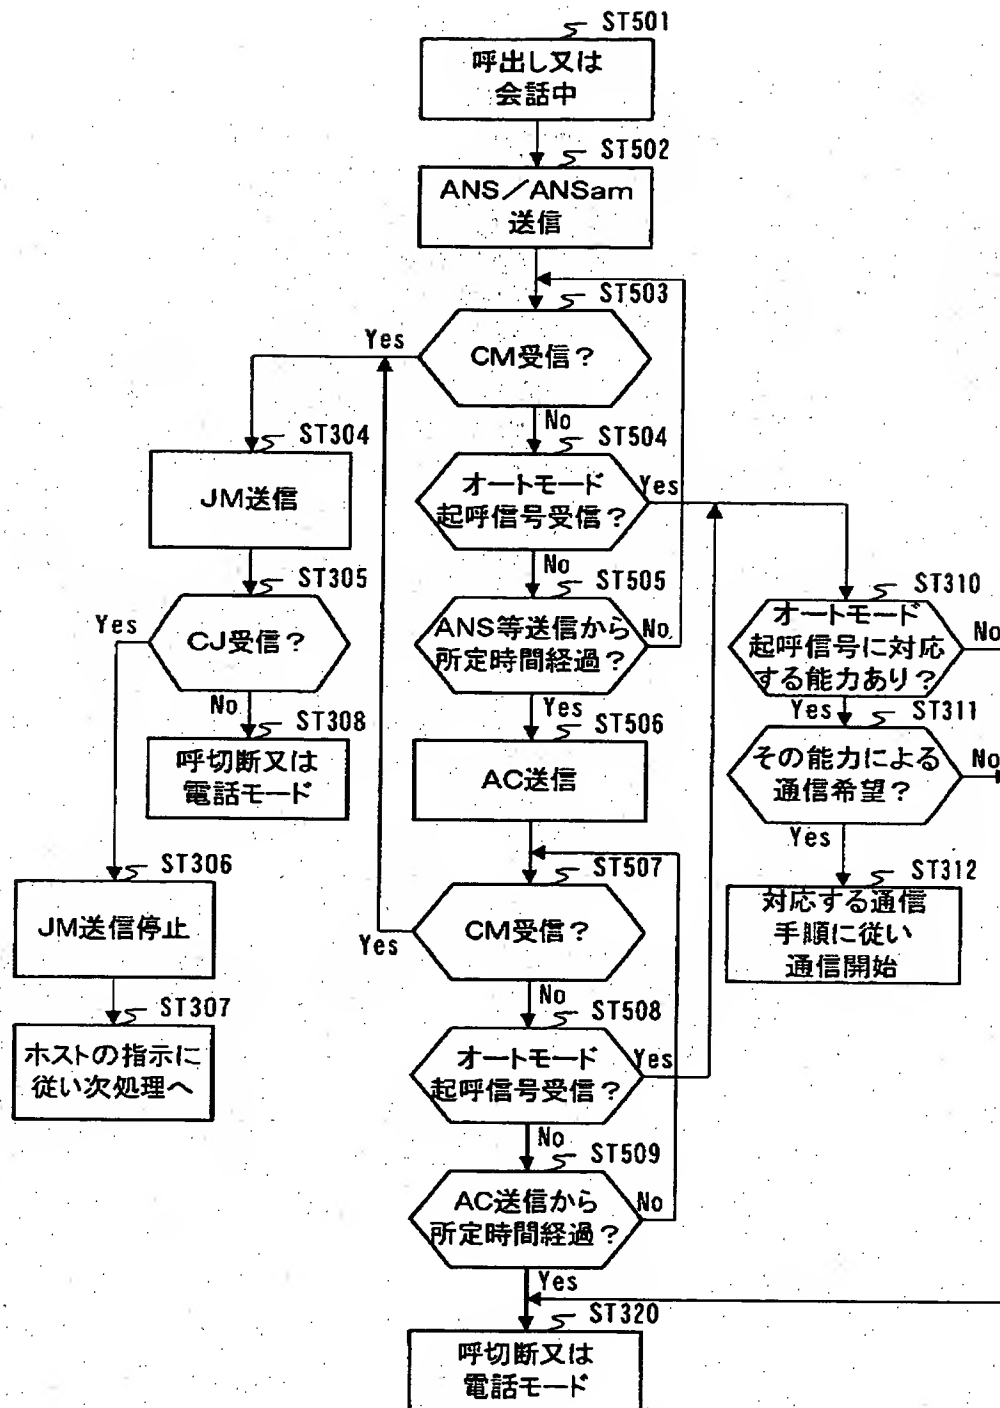 ST501
呼出し又は
会話中
ST502
ANS/ANSam
送信
ST503
CM受信?
Yes
No
ST304
JM送信
ST504
オートモード
起呼信号受信?
Yes
No
ST305
CJ受信?
Yes
No
ST505
ANS等送信から
所定時間経過?
No
Yes
ST310
オートモード
起呼信号に対応
する能力あり?
No
Yes
ST308
呼切断又は
電話モード
ST506
AC送信
ST311
その能力による
通信希望?
No
Yes
ST306
JM送信停止
ST507
CM受信?
Yes
No
ST312
対応する通信
手順に従い
通信開始
ST307
ホストの指示に
従い次処理へ
ST508
オートモード
起呼信号受信?
Yes
No
ST509
AC送信から
所定時間経過?
No
Yes
ST320
呼切断又は
電話モード